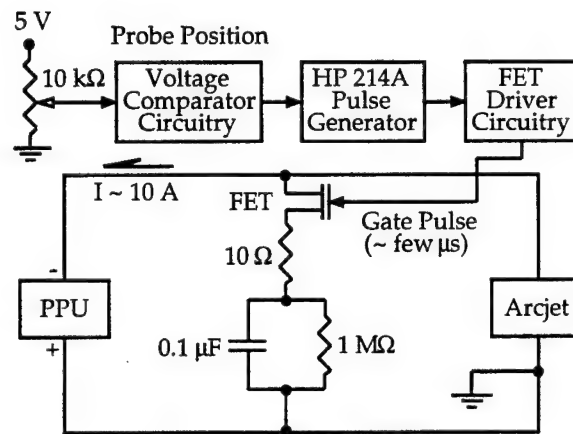 5 V
Probe Position
10 kΩ
Voltage
Comparator
Circuitry
HP 214A
Pulse
Generator
FET
Driver
Circuitry
I ~ 10 A
FET
Gate Pulse
(~ few μs)
10 Ω
-
PPU
+
0.1 μF
1 MΩ
Arcjet